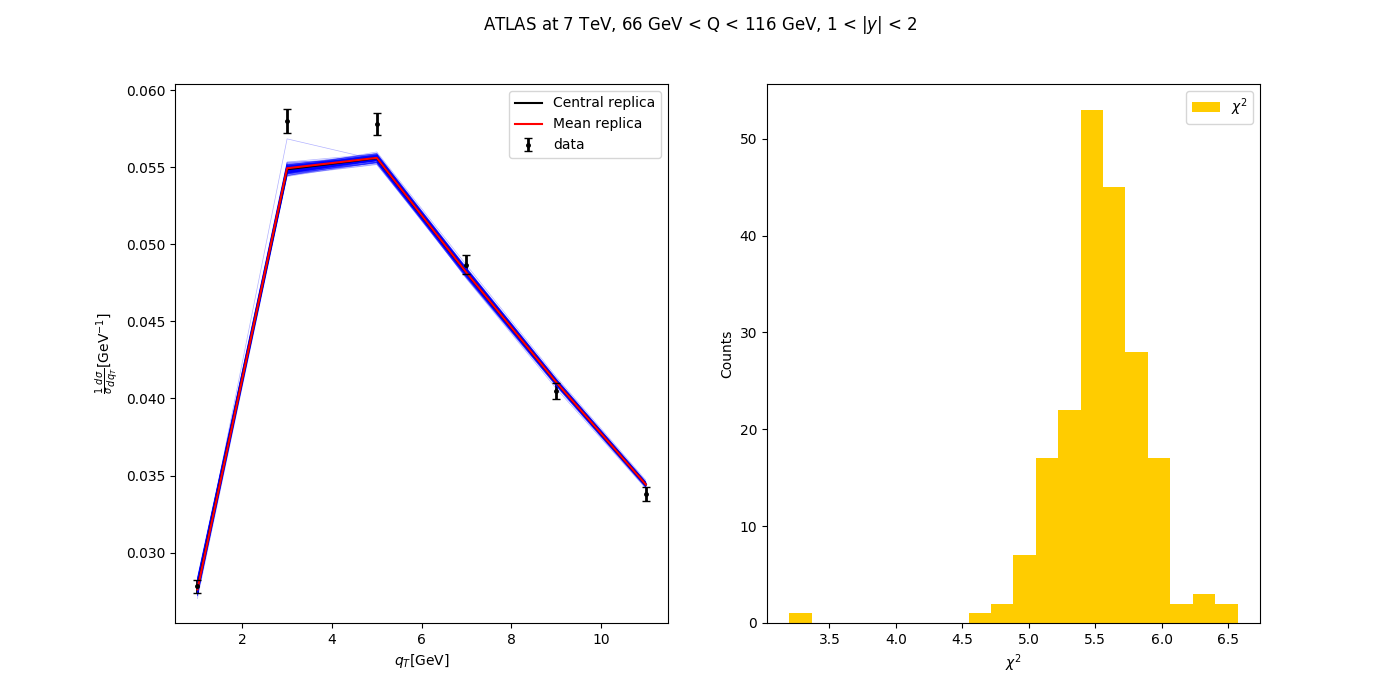 ATLAS at 7 TeV, 66 GeV < Q < 116 GeV, 1 < |y| < 2
0.060
0.055
0.050
0.045
0.040
0.035
0.030
1/σ dσ/dq_T [GeV⁻¹]
Central replica
Mean replica
data
2
4
6
8
10
q_T[GeV]
50
40
30
20
10
0
Counts
χ²
3.5
4.0
4.5
5.0
5.5
6.0
6.5
χ²